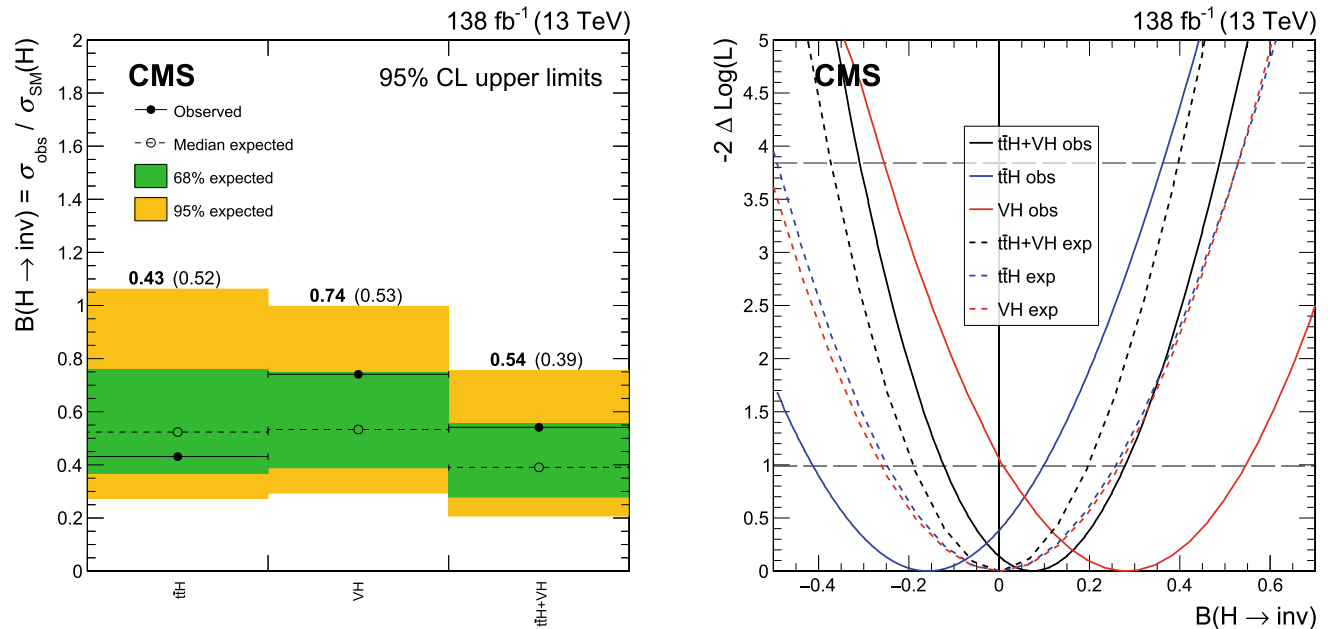 138 fb⁻¹ (13 TeV)
B(H → inv) = σobs / σSM(H)
2
1.8
1.6
1.4
1.2
1
0.8
0.6
0.4
0.2
0
CMS
95% CL upper limits
Observed
Median expected
68% expected
95% expected
0.43 (0.52)
0.74 (0.53)
0.54 (0.39)
tt̄H
VH
tt̄H+VH
138 fb⁻¹ (13 TeV)
-2 Δ Log(L)
5
4.5
4
3.5
3
2.5
2
1.5
1
0.5
0
CMS
tt̄H+VH obs
tt̄H obs
VH obs
tt̄H+VH exp
tt̄H exp
VH exp
−0.4 −0.2 0 0.2 0.4 0.6
B(H → inv)